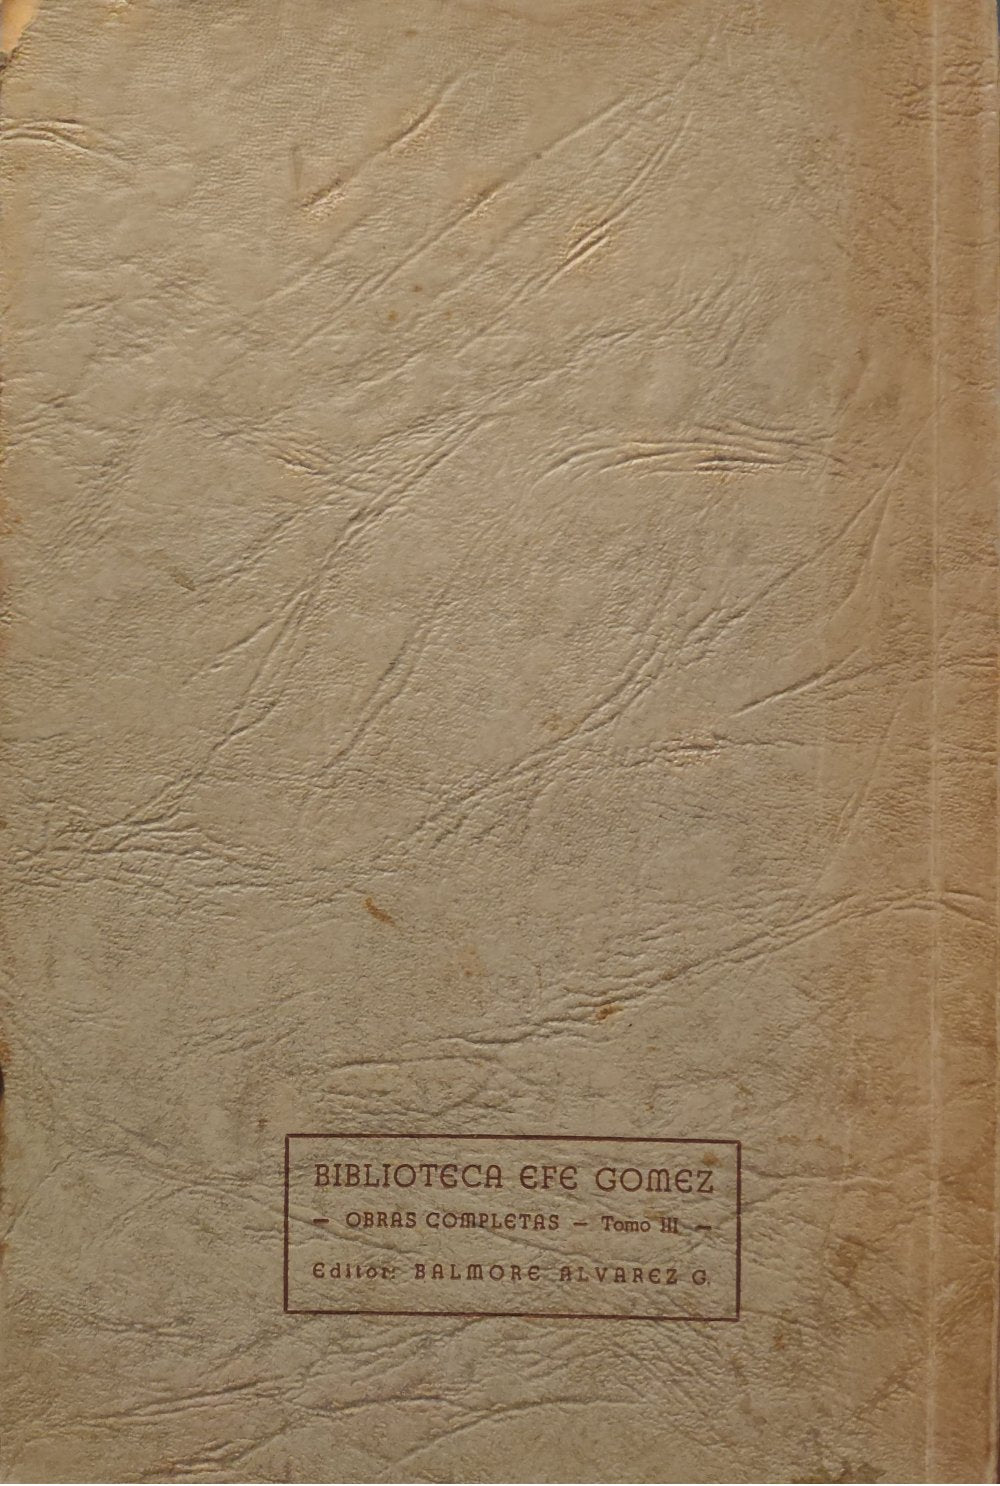 BIBLIOTECA EFE GOMEZ
— OBRAS COMPLETAS — Tomo III —
Editor: BALMORE ALVAREZ G.